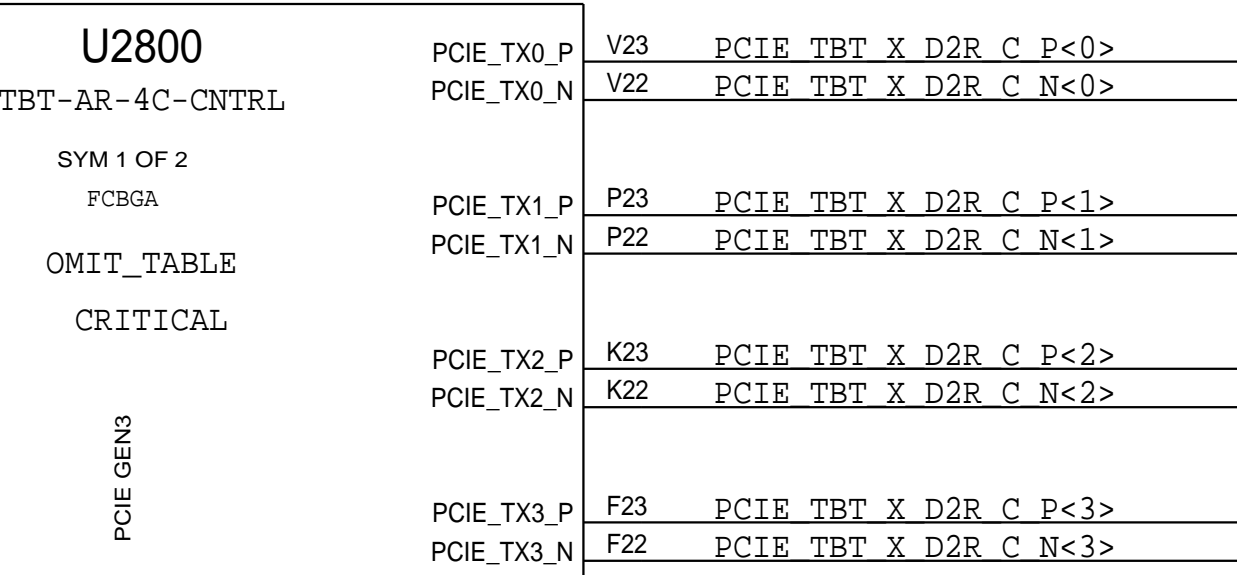 U2800
TBT-AR-4C-CNTRL
SYM 1 OF 2
FCBGA
OMIT_TABLE
CRITICAL
PCIE GEN3
PCIE_TX0_P V23 PCIE_TBT_X_D2R_C_P<0>
PCIE_TX0_N V22 PCIE_TBT_X_D2R_C_N<0>
PCIE_TX1_P P23 PCIE_TBT_X_D2R_C_P<1>
PCIE_TX1_N P22 PCIE_TBT_X_D2R_C_N<1>
PCIE_TX2_P K23 PCIE_TBT_X_D2R_C_P<2>
PCIE_TX2_N K22 PCIE_TBT_X_D2R_C_N<2>
PCIE_TX3_P F23 PCIE_TBT_X_D2R_C_P<3>
PCIE_TX3_N F22 PCIE_TBT_X_D2R_C_N<3>